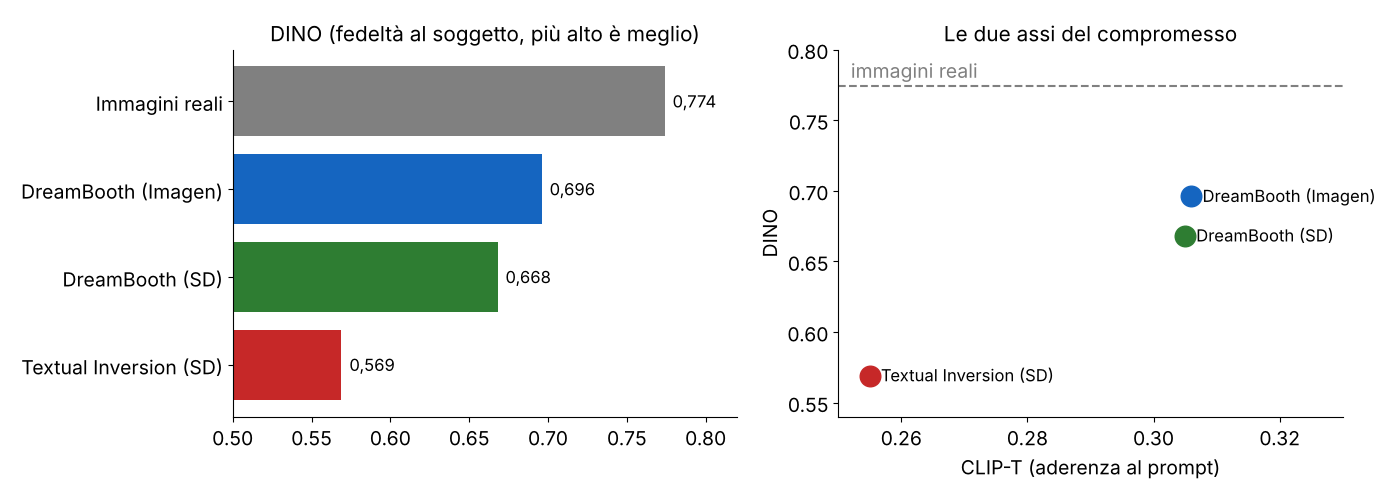 DINO (fedeltà al soggetto, più alto è meglio)
Immagini reali
0,774
DreamBooth (Imagen)
0,696
DreamBooth (SD)
0,668
Textual Inversion (SD)
0,569
0.50 0.55 0.60 0.65 0.70 0.75 0.80
Le due assi del compromesso
0.80
immagini reali
0.75
0.70
DreamBooth (Imagen)
DreamBooth (SD)
0.65
0.60
Textual Inversion (SD)
0.55
DINO
0.26 0.28 0.30 0.32
CLIP-T (aderenza al prompt)